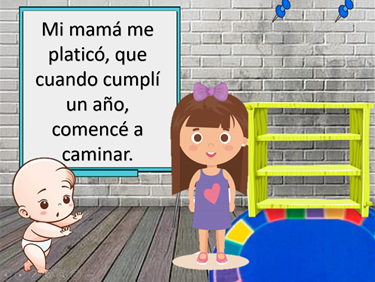 Mi mamá me
platicó, que
cuando cumplí
un año,
comencé a
caminar.